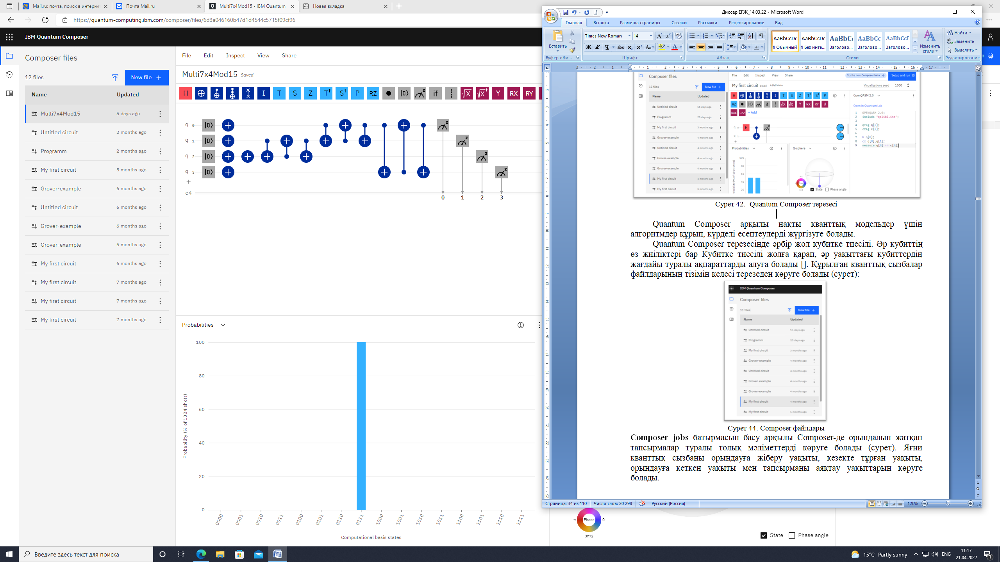 Mail.ru: почта, поиск в интернет
Почта Mail.ru
Multi7x4Mod15 - IBM Quantum
Новая вкладка
https://quantum-computing.ibm.com/composer/files/6d3a046160b47d1d4544c5715f09cf96
IBM Quantum Composer
Composer files
12 files
New file +
Name Updated
Multi7x4Mod15 5 days ago
Untitled circuit 2 months ago
Programm 2 months ago
My first circuit 5 months ago
Grover-example 6 months ago
Untitled circuit 6 months ago
Grover-example 6 months ago
Grover-example 6 months ago
My first circuit 6 months ago
My first circuit 7 months ago
My first circuit 7 months ago
My first circuit 7 months ago
File Edit Inspect View Share
Multi7x4Mod15 Saved
H I T S Z T† S† P RZ |0⟩ z if √X √X† Y RX RY
q 0 |0⟩ z
q 1 |0⟩ z
q 2 |0⟩ z
q 3 |0⟩ z
+
c4
0 1 2 3
Probabilities
100
80
60
40
20
0
Probability (% of 1024 shots)
0000 0001 0010 0011 0100 0101 0110 0111 1000 1001 1010 1011 1100 1101 1110 1111
Computational basis states
π Phase 0
3π/2
State Phase angle
Диссер ЕГЖ_14.03.22 - Microsoft Word
Главная Вставка Разметка страницы Ссылки Рассылки Рецензирование Вид
Вставить
Буфер обм...
Times New Roman 14
Ж К Ч abc x₂ x² Aa
Шрифт
Абзац
AaBbCcDc ¶ Обычный
AaBbCcDc ¶ Без инте...
AaBbCc Заголово...
AaBbCc Заголово...
AaBbCcI Заголово...
Изменить стили
Стили
Найти
Заменить
Выделить
Редактирование
Composer files
11 files
New file +
Name Updated
Untitled circuit 15 days ago
Programm 20 days ago
My first circuit 3 months ago
Grover-example 4 months ago
Untitled circuit 4 months ago
Grover-example 4 months ago
Grover-example 4 months ago
My first circuit 4 months ago
My first circuit 5 months ago
File Edit Inspect View Share
Try the new Composer beta →
Setup and run
My first circuit Saved A Bell state
Visualizations seed 1000
H I T S Z T† S† P
RZ |0⟩ if √X √X† Y RX RY U
RXX RZZ + Add
OpenQASM 2.0
Open in Quantum Lab
1 OPENQASM 2.0;
2 include "qelib1.inc";
3
4 qreg q[2];
5 creg c[2];
6
7 h q[0];
8 cx q[0],q[1];
9 measure q[0] -> c[0];
Probabilities
Q-sphere
100
80
60
40
20
State Phase angle
Сурет 42. Quantum Composer терезесі
Quantum Composer арқылы нақты кванттық модельдер үшін
алгоритмдер құрып, күрделі есептеулерді жүргізуге болады.
Quantum Composer терезесінде әрбір жол кубитке тиесілі. Әр кубиттің
өз жиіліктері бар Кубитке тиесілі жолға қарап, әр уақыттағы кубиттердің
жағдайы туралы ақпараттарды алуға болады []. Құрылған кванттық сызбалар
файлдарының тізімін келесі терезеден көруге болады (сурет):
IBM Quantum Composer
Composer files
11 files
New file +
Name Updated
Untitled circuit 15 days ago
Programm 20 days ago
My first circuit 3 months ago
Grover-example 4 months ago
Untitled circuit 4 months ago
Grover-example 4 months ago
Grover-example 4 months ago
My first circuit 4 months ago
My first circuit 5 months ago
Сурет 44. Composer файлдары
Composer jobs батырмасын басу арқылы Composer-де орындалып жатқан
тапсырмалар туралы толық мәліметтерді көруге болады (сурет). Яғни
кванттық сызбаны орындауға жіберу уақыты, кезекте тұрған уақыты,
орындауға кеткен уақыты мен тапсырманы аяқтау уақыттарын көруге
болады.
Страница: 34 из 110 Число слов: 20 298 Русский (Россия) 120%
Введите здесь текст для поиска
15°C Partly sunny
ENG
11:17
21.04.2022
1